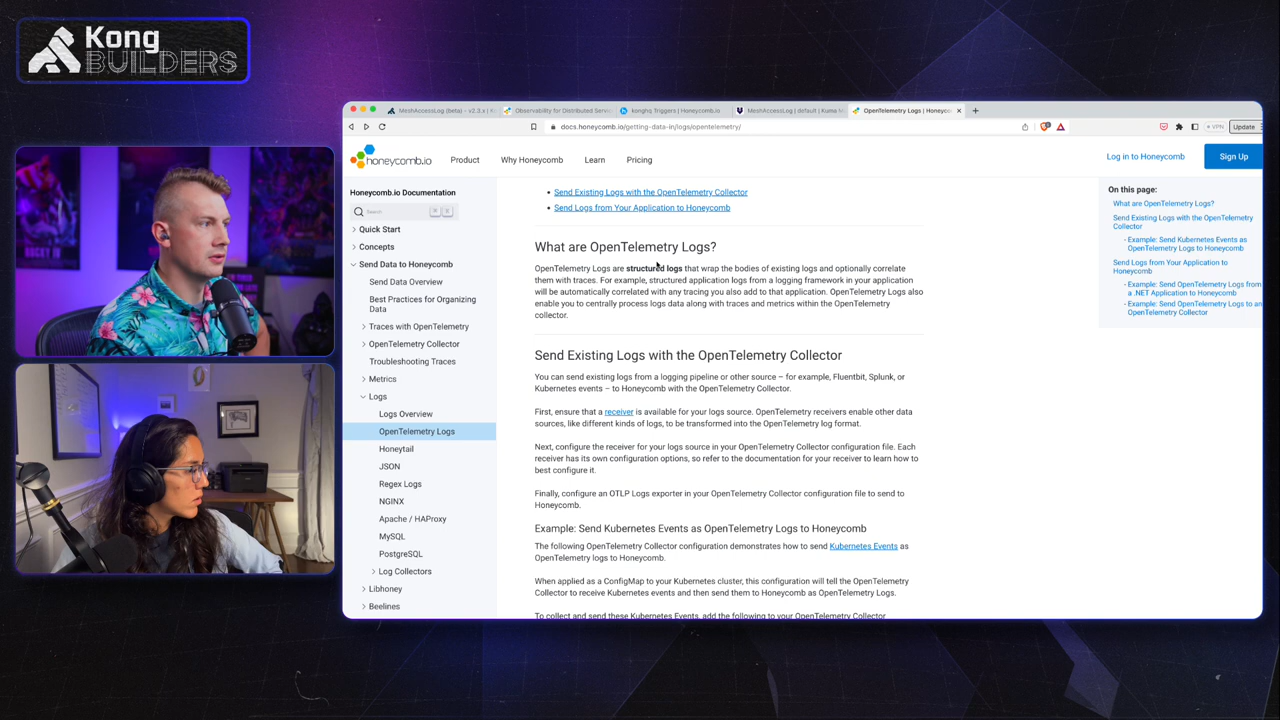 Kong
BUILDERS
MeshAccessLog (beta) - v2.3.x | K
Observability for Distributed Servic
konghq Triggers | Honeycomb.io
MeshAccessLog | default | Kuma M
OpenTelemetry Logs | Honeyco
docs.honeycomb.io/getting-data-in/logs/opentelemetry/
VPN
Update
honeycomb.io
Product
Why Honeycomb
Learn
Pricing
Log in to Honeycomb
Sign Up
Honeycomb.io Documentation
Search
Quick Start
Concepts
Send Data to Honeycomb
Send Data Overview
Best Practices for Organizing
Data
Traces with OpenTelemetry
OpenTelemetry Collector
Troubleshooting Traces
Metrics
Logs
Logs Overview
OpenTelemetry Logs
Honeytail
JSON
Regex Logs
NGINX
Apache / HAProxy
MySQL
PostgreSQL
Log Collectors
Libhoney
Beelines
• Send Existing Logs with the OpenTelemetry Collector
• Send Logs from Your Application to Honeycomb
What are OpenTelemetry Logs?
OpenTelemetry Logs are structured logs that wrap the bodies of existing logs and optionally correlate
them with traces. For example, structured application logs from a logging framework in your application
will be automatically correlated with any tracing you also add to that application. OpenTelemetry Logs also
enable you to centrally process logs data along with traces and metrics within the OpenTelemetry
collector.
Send Existing Logs with the OpenTelemetry Collector
You can send existing logs from a logging pipeline or other source – for example, Fluentbit, Splunk, or
Kubernetes events – to Honeycomb with the OpenTelemetry Collector.
First, ensure that a receiver is available for your logs source. OpenTelemetry receivers enable other data
sources, like different kinds of logs, to be transformed into the OpenTelemetry log format.
Next, configure the receiver for your logs source in your OpenTelemetry Collector configuration file. Each
receiver has its own configuration options, so refer to the documentation for your receiver to learn how to
best configure it.
Finally, configure an OTLP Logs exporter in your OpenTelemetry Collector configuration file to send to
Honeycomb.
Example: Send Kubernetes Events as OpenTelemetry Logs to Honeycomb
The following OpenTelemetry Collector configuration demonstrates how to send Kubernetes Events as
OpenTelemetry logs to Honeycomb.
When applied as a ConfigMap to your Kubernetes cluster, this configuration will tell the OpenTelemetry
Collector to receive Kubernetes events and then send them to Honeycomb as OpenTelemetry Logs.
To collect and send these Kubernetes Events, add the following to your OpenTelemetry Collector
On this page:
What are OpenTelemetry Logs?
Send Existing Logs with the OpenTelemetry
Collector
- Example: Send Kubernetes Events as
OpenTelemetry Logs to Honeycomb
Send Logs from Your Application to
Honeycomb
- Example: Send OpenTelemetry Logs from
a .NET Application to Honeycomb
- Example: Send OpenTelemetry Logs to an
OpenTelemetry Collector